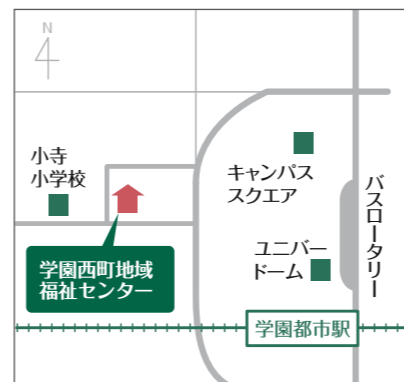 N
小寺
小学校
キャンパス
スクエア
バスロータリー
学園西町地域
福祉センター
ユニバー
ドーム
学園都市駅